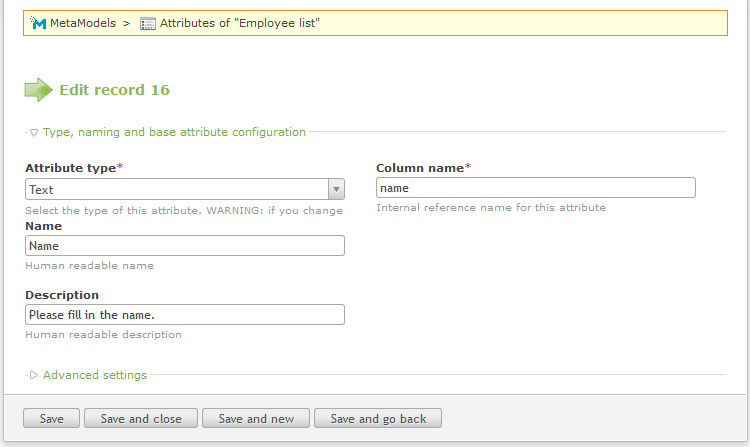 MetaModels > Attributes of "Employee list"
Edit record 16
Type, naming and base attribute configuration
Attribute type*
Text
Select the type of this attribute. WARNING: if you change
Column name*
name
Internal reference name for this attribute
Name
Name
Human readable name
Description
Please fill in the name.
Human readable description
Advanced settings
Save Save and close Save and new Save and go back